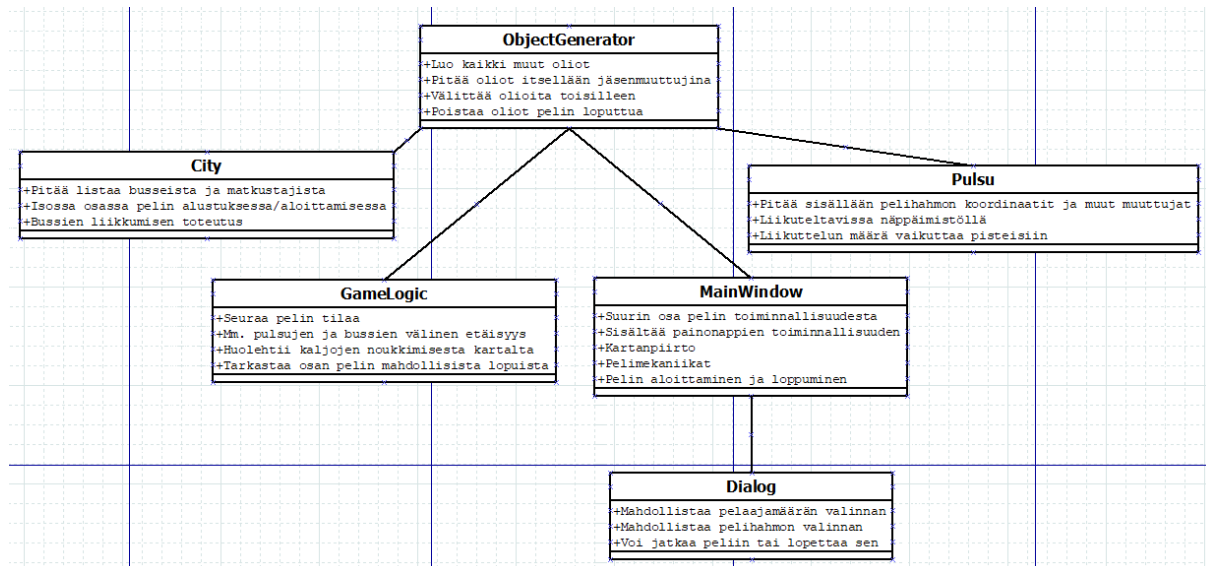 ObjectGenerator
+Luo kaikki muut oliot
+Pitää oliot itsellään jäsenmuuttujina
+Välittää olioita toisilleen
+Poistaa oliot pelin loputtua
City
+Pitää listaa busseista ja matkustajista
+Isossa osassa pelin alustuksessa/aloittamisessa
+Bussien liikkumisen toteutus
Pulsu
+Pitää sisällään pelihahmon koordinaatit ja muut muuttujat
+Liikuteltavissa näppäimistöllä
+Liikuttelun määrä vaikuttaa pisteisiin
GameLogic
+Seuraa pelin tilaa
+Mm. pulsujen ja bussien välinen etäisyys
+Huolehtii kaljojen noukkimisesta kartalta
+Tarkastaa osan pelin mahdollisista lopuista
MainWindow
+Suurin osa pelin toiminnallisuudesta
+Sisältää painonappien toiminnallisuuden
+Kartanpiirto
+Pelimekaniikat
+Pelin aloittaminen ja loppuminen
Dialog
+Mahdollistaa pelaajamäärän valinnan
+Mahdollistaa pelihahmon valinnan
+Voi jatkaa peliin tai lopettaa sen